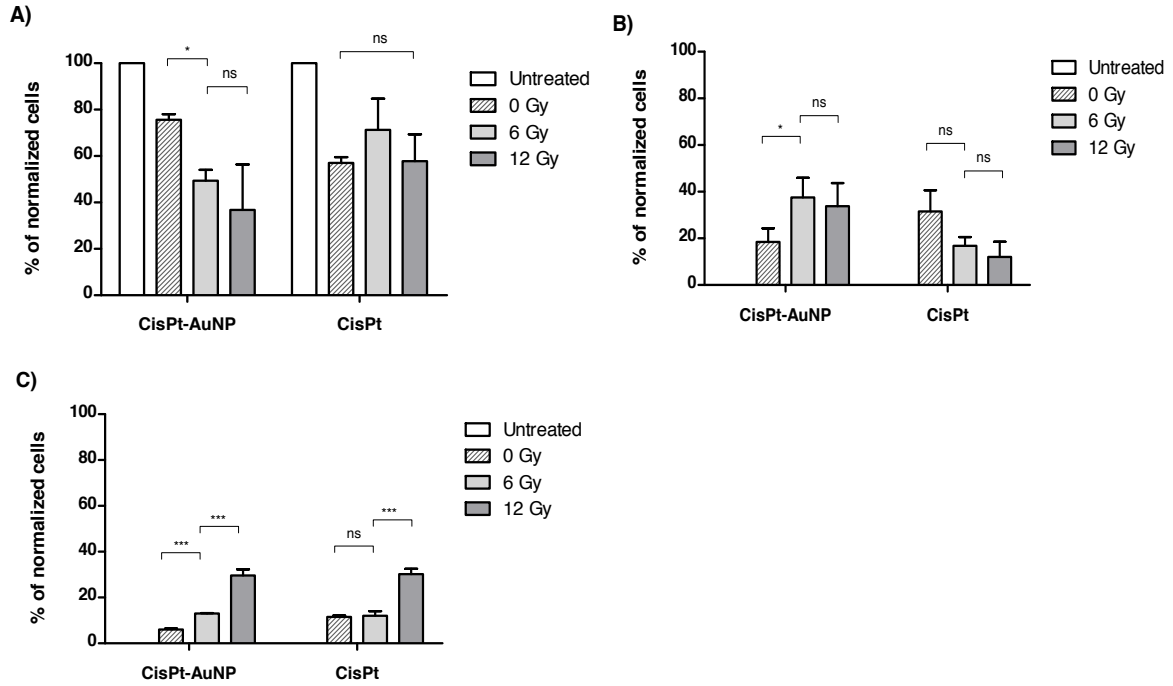 A)
% of normalized cells
100
80
60
40
20
0
*
ns
ns
CisPt-AuNP
CisPt
Untreated
0 Gy
6 Gy
12 Gy
B)
% of normalized cells
100
80
60
40
20
0
*
ns
ns
ns
CisPt-AuNP
CisPt
Untreated
0 Gy
6 Gy
12 Gy
C)
% of normalized cells
100
80
60
40
20
0
***
***
ns
***
CisPt-AuNP
CisPt
Untreated
0 Gy
6 Gy
12 Gy